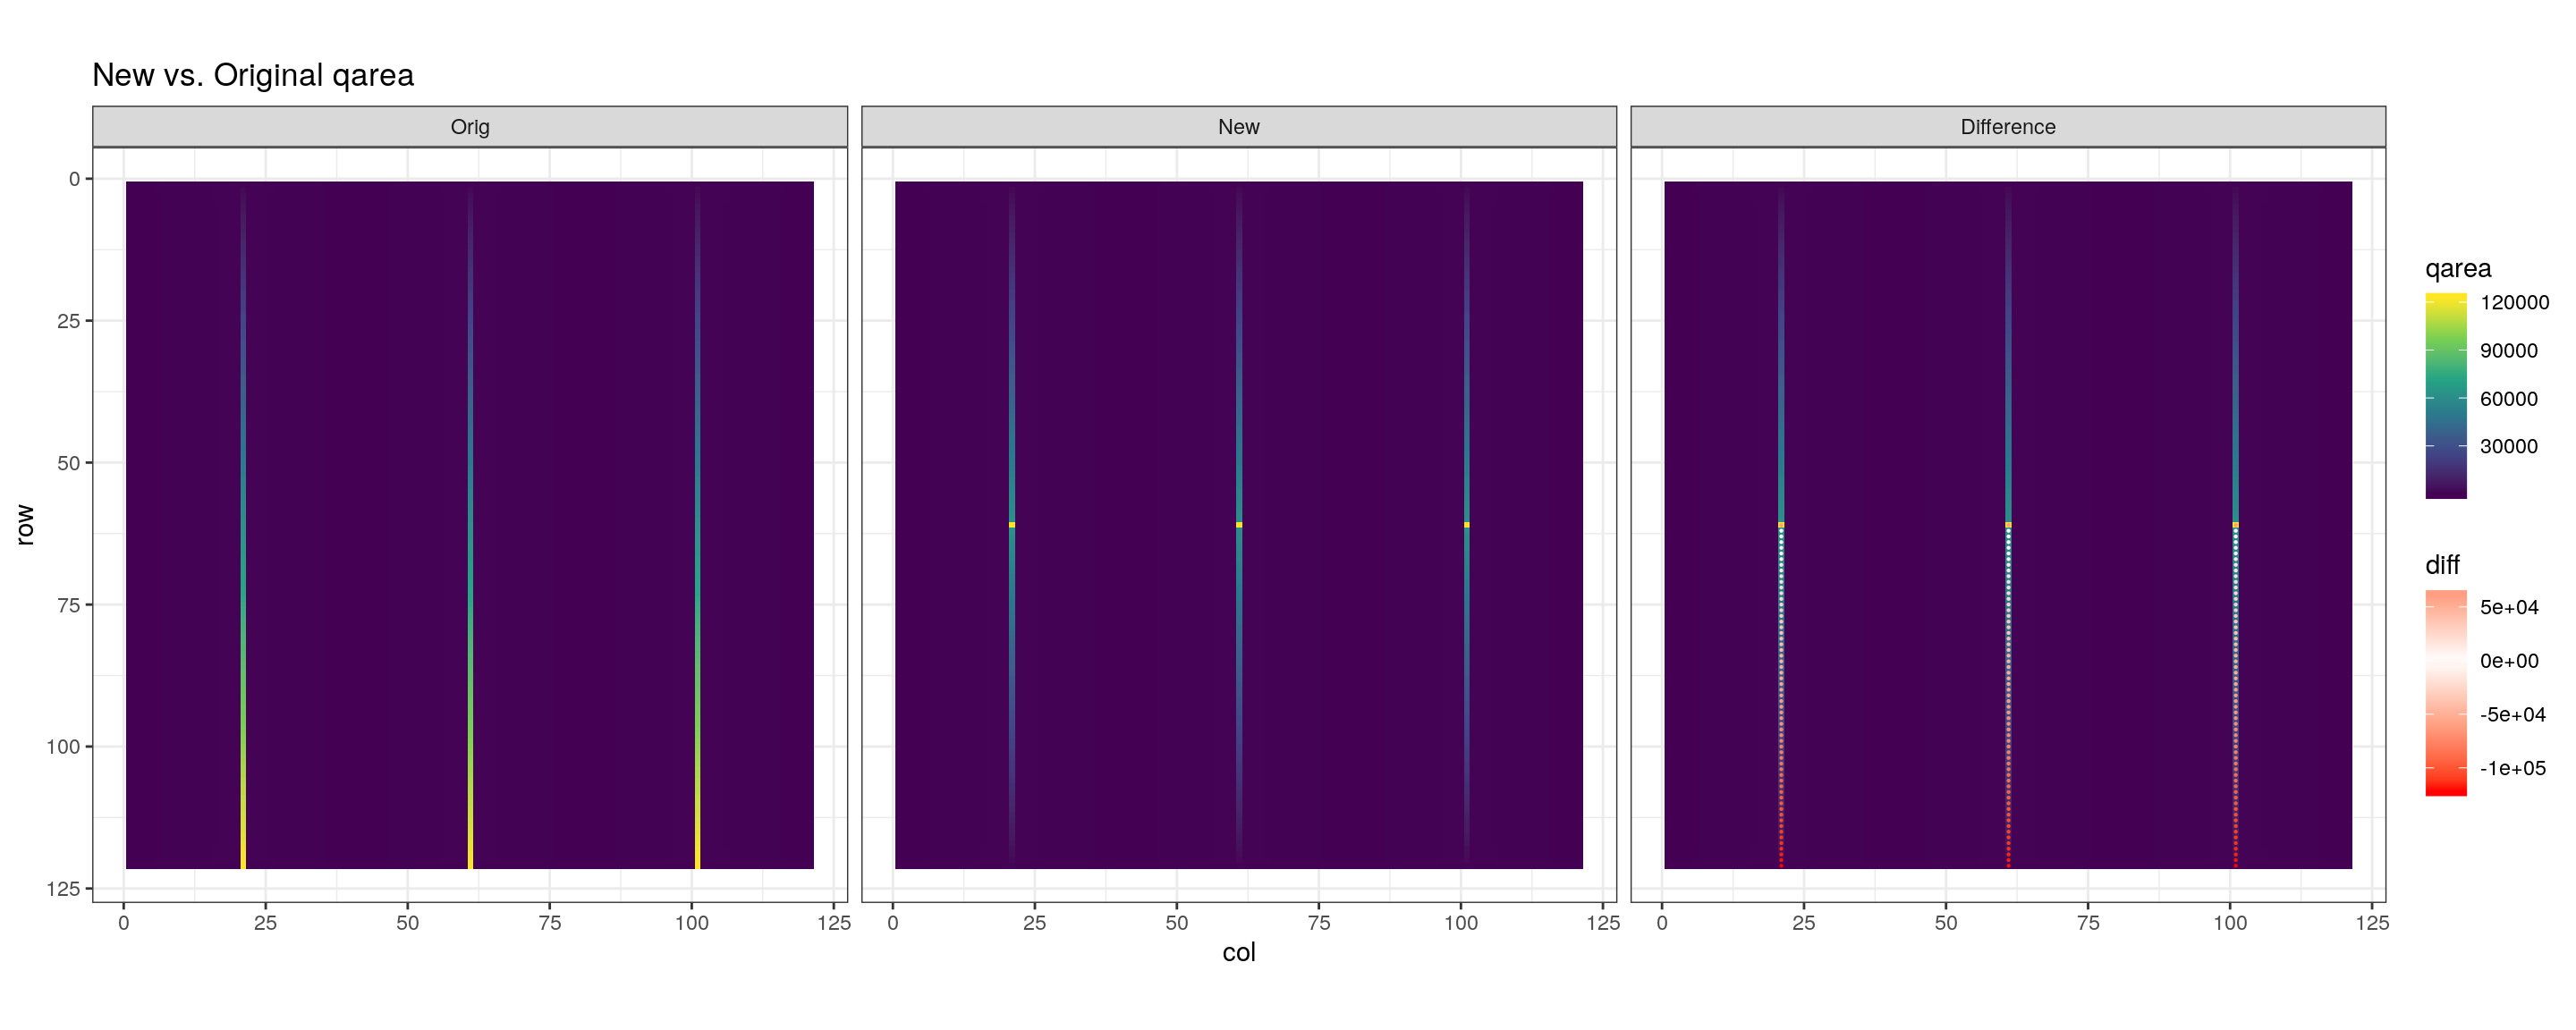 New vs. Original qarea
Orig
New
Difference
0
25
50
75
100
125
row
0 25 50 75 100 125
0 25 50 75 100 125
0 25 50 75 100 125
col
qarea
120000
90000
60000
30000
diff
5e+04
0e+00
-5e+04
-1e+05